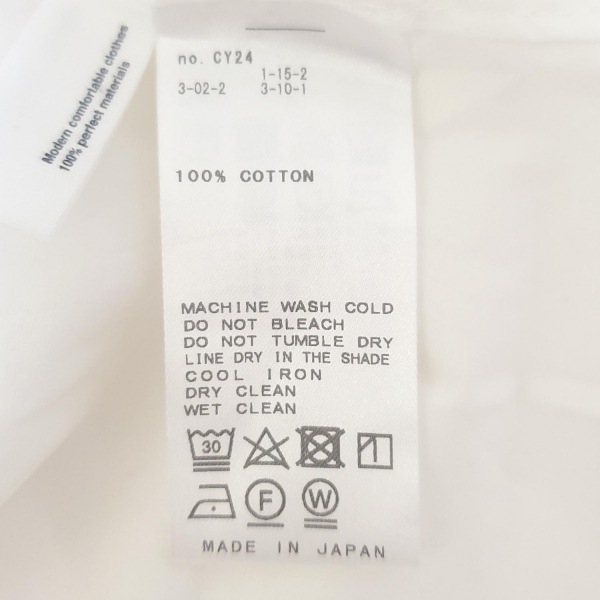 Modern comfortable clothes
100% perfect materials
no. CY24
1-15-2
3-02-2 3-10-1
100% COTTON
MACHINE WASH COLD
DO NOT BLEACH
DO NOT TUMBLE DRY
LINE DRY IN THE SHADE
COOL IRON
DRY CLEAN
WET CLEAN
30
F W
MADE IN JAPAN